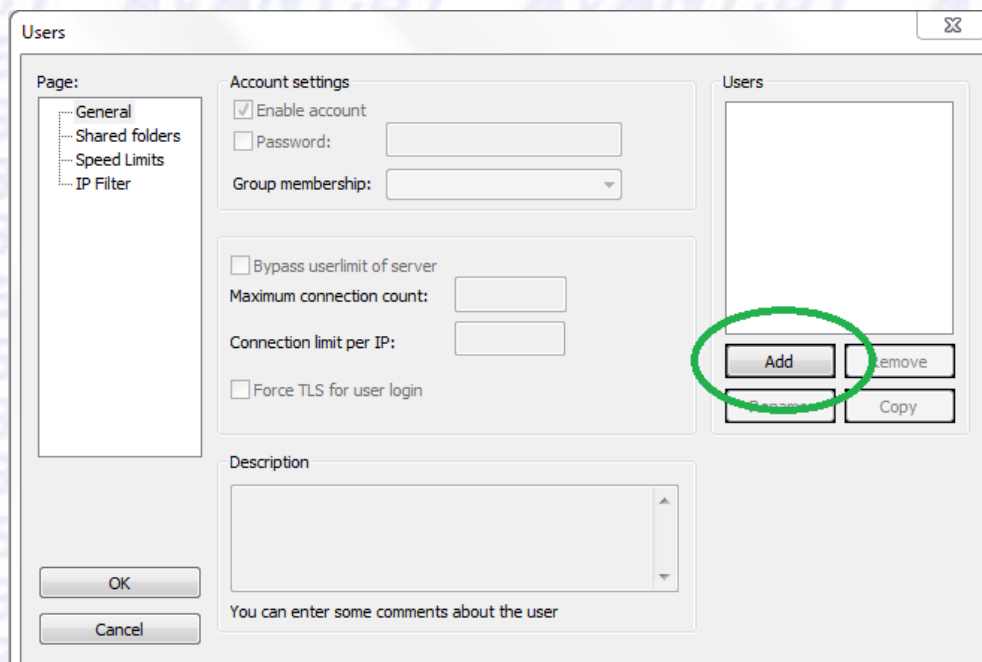 Users
Page:
General
Shared folders
Speed Limits
IP Filter
OK
Cancel
Account settings
Enable account
Password:
Group membership:
Bypass userlimit of server
Maximum connection count:
Connection limit per IP:
Force TLS for user login
Description
You can enter some comments about the user
Users
Add
Remove
Rename
Copy